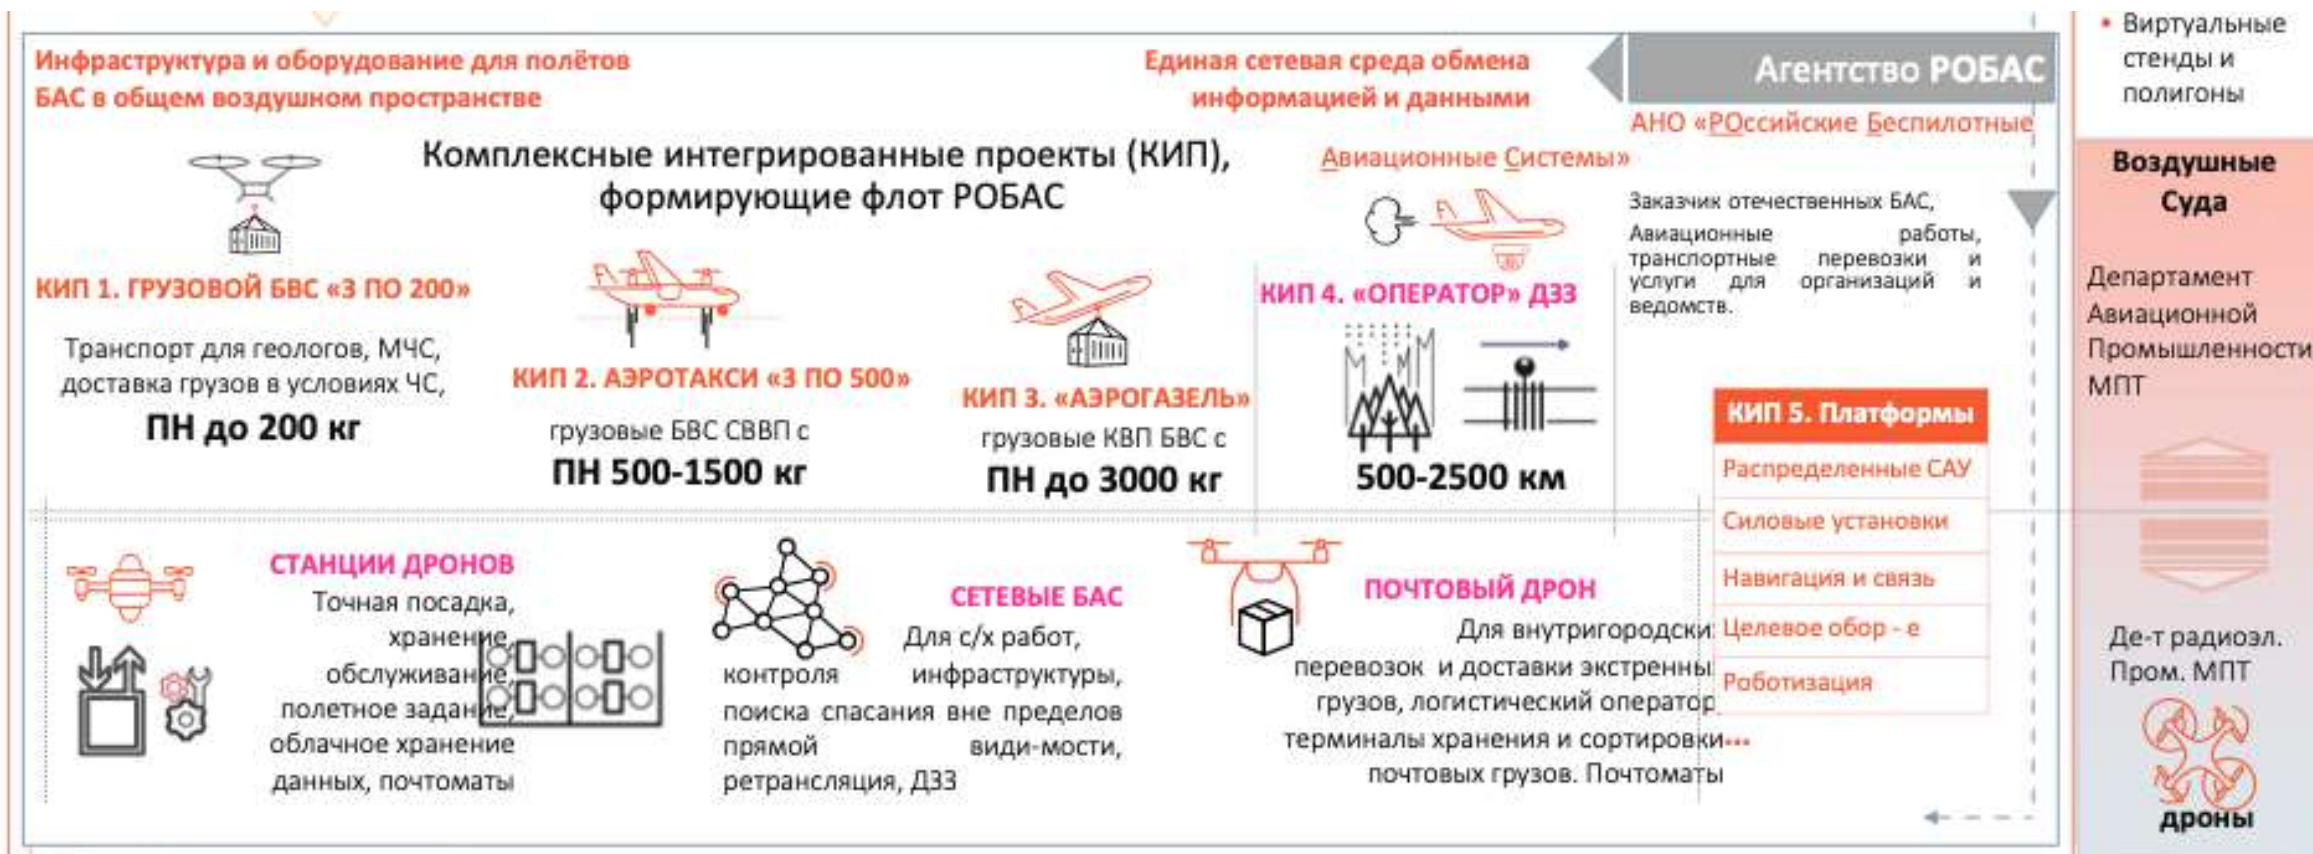 Инфраструктура и оборудование для полётов
БАС в общем воздушном пространстве
Единая сетевая среда обмена
информацией и данными
Агентство РОБАС
АНО «РОссийские Беспилотные
Авиационные Системы»
Комплексные интегрированные проекты (КИП),
формирующие флот РОБАС
Заказчик отечественных БАС,
Авиационные работы,
транспортные перевозки и
услуги для организаций и
ведомств.
КИП 1. ГРУЗОВОЙ БВС «3 ПО 200»
Транспорт для геологов, МЧС,
доставка грузов в условиях ЧС,
ПН до 200 кг
КИП 2. АЭРОТАКСИ «3 ПО 500»
грузовые БВС СВВП с
ПН 500-1500 кг
КИП 3. «АЭРОГАЗЕЛЬ»
грузовые КВП БВС с
ПН до 3000 кг
КИП 4. «ОПЕРАТОР» ДЗЗ
500-2500 км
КИП 5. Платформы
Распределенные САУ
Силовые установки
Навигация и связь
Целевое обор - е
Роботизация
СТАНЦИИ ДРОНОВ
Точная посадка,
хранение,
обслуживание,
полетное задание,
облачное хранение
данных, почтоматы
СЕТЕВЫЕ БАС
Для с/х работ,
контроля инфраструктуры,
поиска спасания вне пределов
прямой види-мости,
ретрансляция, ДЗЗ
ПОЧТОВЫЙ ДРОН
Для внутригородски
перевозок и доставки экстренны
грузов, логистический оператор
терминалы хранения и сортировки...
почтовых грузов. Почтоматы
• Виртуальные
стенды и
полигоны
Воздушные
Суда
Департамент
Авиационной
Промышленности
МПТ
Де-т радиоэл.
Пром. МПТ
дроны